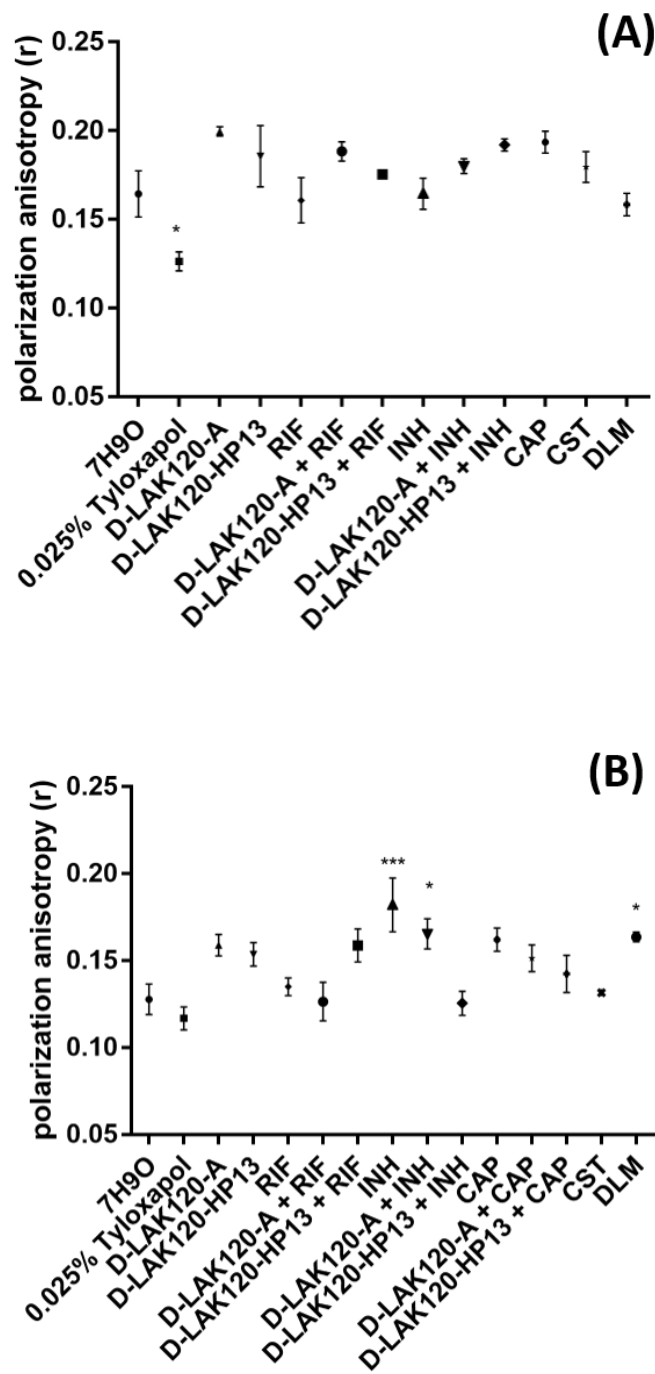 (A)
polarization anisotropy (r)
0.25
0.20
0.15
0.10
0.05
*
7H9O
0.025% Tyloxapol
D-LAK120-A
D-LAK120-HP13
RIF
D-LAK120-A + RIF
D-LAK120-HP13 + RIF
INH
D-LAK120-A + INH
D-LAK120-HP13 + INH
CAP
CST
DLM
(B)
polarization anisotropy (r)
0.25
0.20
0.15
0.10
0.05
***
*
*
7H9O
0.025% Tyloxapol
D-LAK120-A
D-LAK120-HP13
RIF
D-LAK120-A + RIF
D-LAK120-HP13 + RIF
INH
D-LAK120-A + INH
D-LAK120-HP13 + INH
CAP
D-LAK120-A + CAP
D-LAK120-HP13 + CAP
CST
DLM